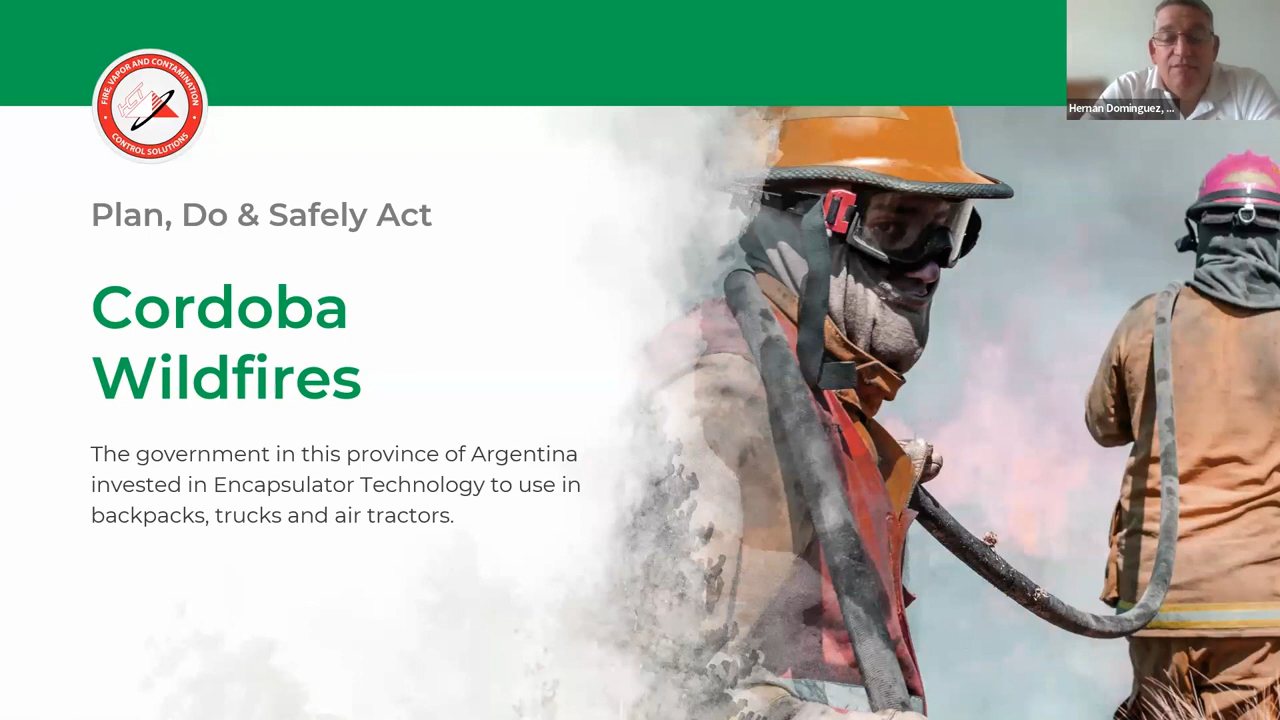 FIRE, VAPOR AND CONTAMINATION
HCT
CONTROL SOLUTIONS
Hernan Dominguez, ...
Plan, Do & Safely Act
Cordoba
Wildfires
The government in this province of Argentina
invested in Encapsulator Technology to use in
backpacks, trucks and air tractors.